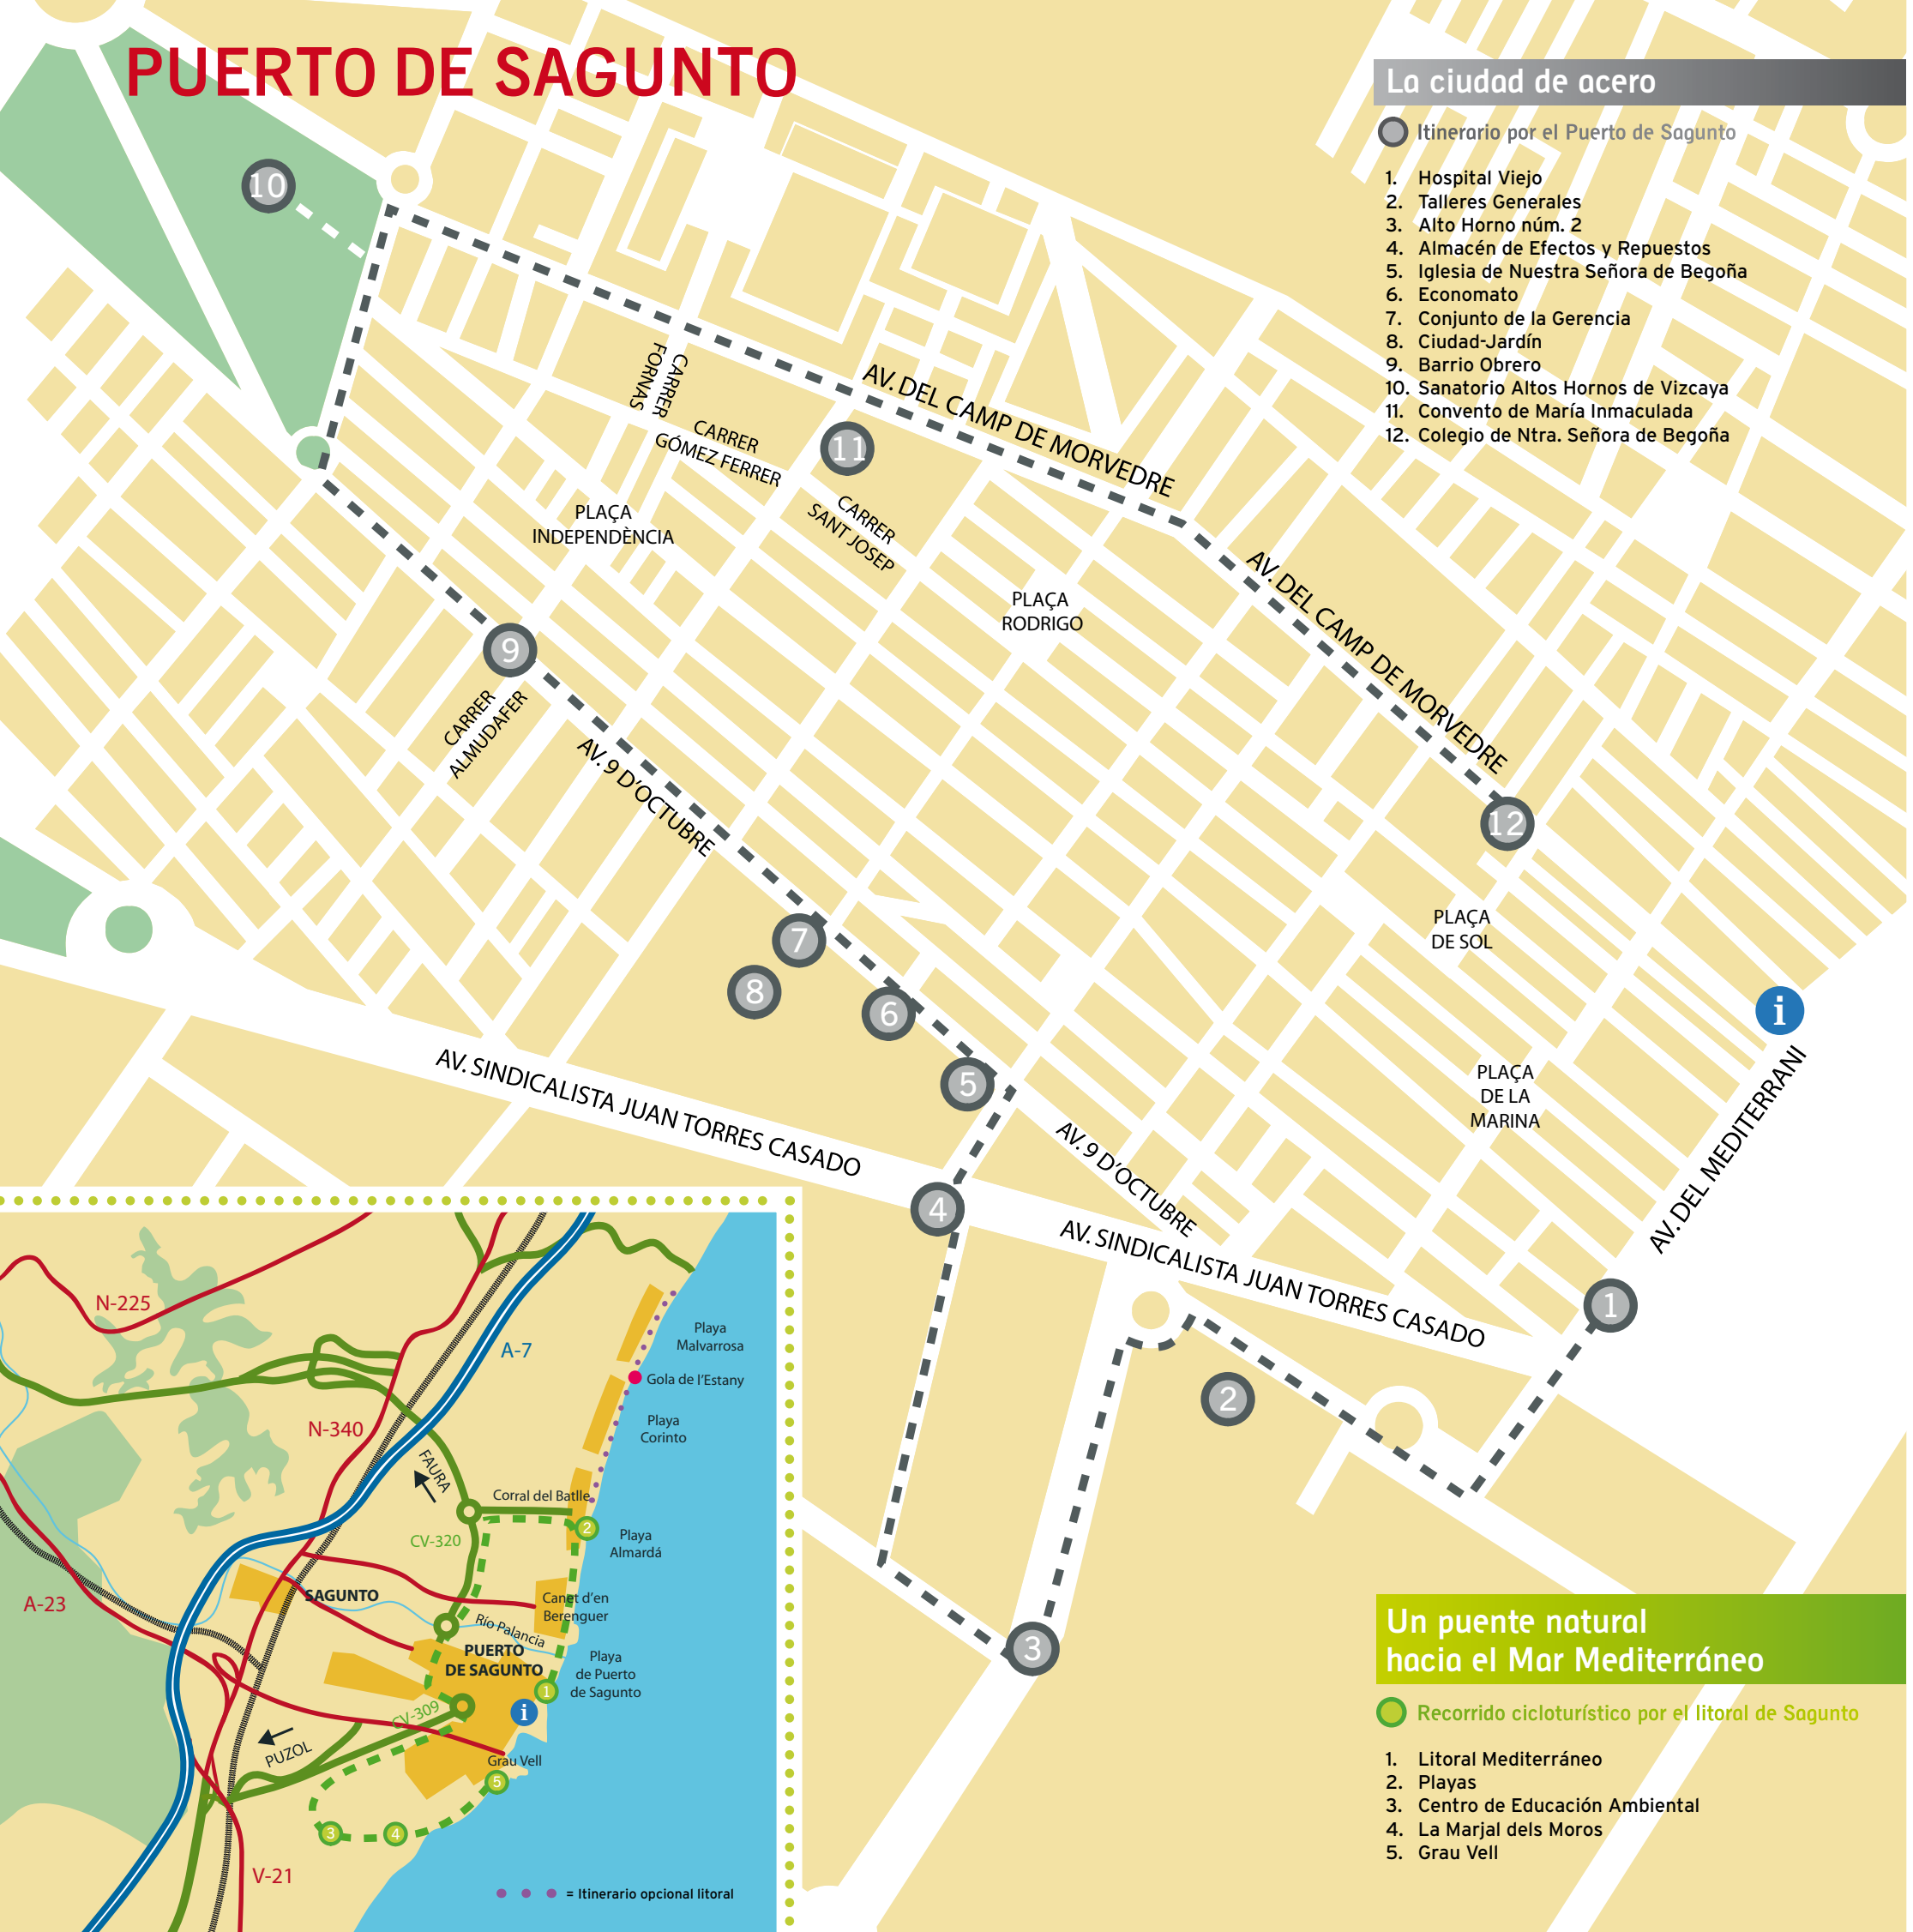 PUERTO DE SAGUNTO
La ciudad de acero
Itinerario por el Puerto de Sagunto
1. Hospital Viejo
2. Talleres Generales
3. Alto Horno núm. 2
4. Almacén de Efectos y Repuestos
5. Iglesia de Nuestra Señora de Begoña
6. Economato
7. Conjunto de la Gerencia
8. Ciudad-Jardín
9. Barrio Obrero
10. Sanatorio Altos Hornos de Vizcaya
11. Convento de María Inmaculada
12. Colegio de Ntra. Señora de Begoña
10
CARRER
FORNAS
CARRER
GÓMEZ FERRER
11
AV. DEL CAMP DE MORVEDRE
CARRER
SANT JOSEP
PLAÇA
INDEPENDÈNCIA
PLAÇA
RODRIGO
AV. DEL CAMP DE MORVEDRE
9
CARRER
ALMUDAFER
AV. 9 D'OCTUBRE
12
PLAÇA
DE SOL
7
8
6
i
5
PLAÇA
DE LA
MARINA
AV. DEL MEDITERRANI
AV. SINDICALISTA JUAN TORRES CASADO
AV. 9 D'OCTUBRE
4
AV. SINDICALISTA JUAN TORRES CASADO
1
2
3
N-225
A-7
Playa
Malvarrosa
Gola de l'Estany
N-340
Playa
Corinto
FAURA
Corral del Batlle
2
CV-320
Playa
Almardá
A-23
SAGUNTO
Canet d'en
Berenguer
Río Palancia
PUERTO
DE SAGUNTO
Playa
de Puerto
de Sagunto
1
i
CV-309
PUZOL
Grau Vell
5
3
4
V-21
= Itinerario opcional litoral
Un puente natural
hacia el Mar Mediterráneo
Recorrido cicloturístico por el litoral de Sagunto
1. Litoral Mediterráneo
2. Playas
3. Centro de Educación Ambiental
4. La Marjal dels Moros
5. Grau Vell